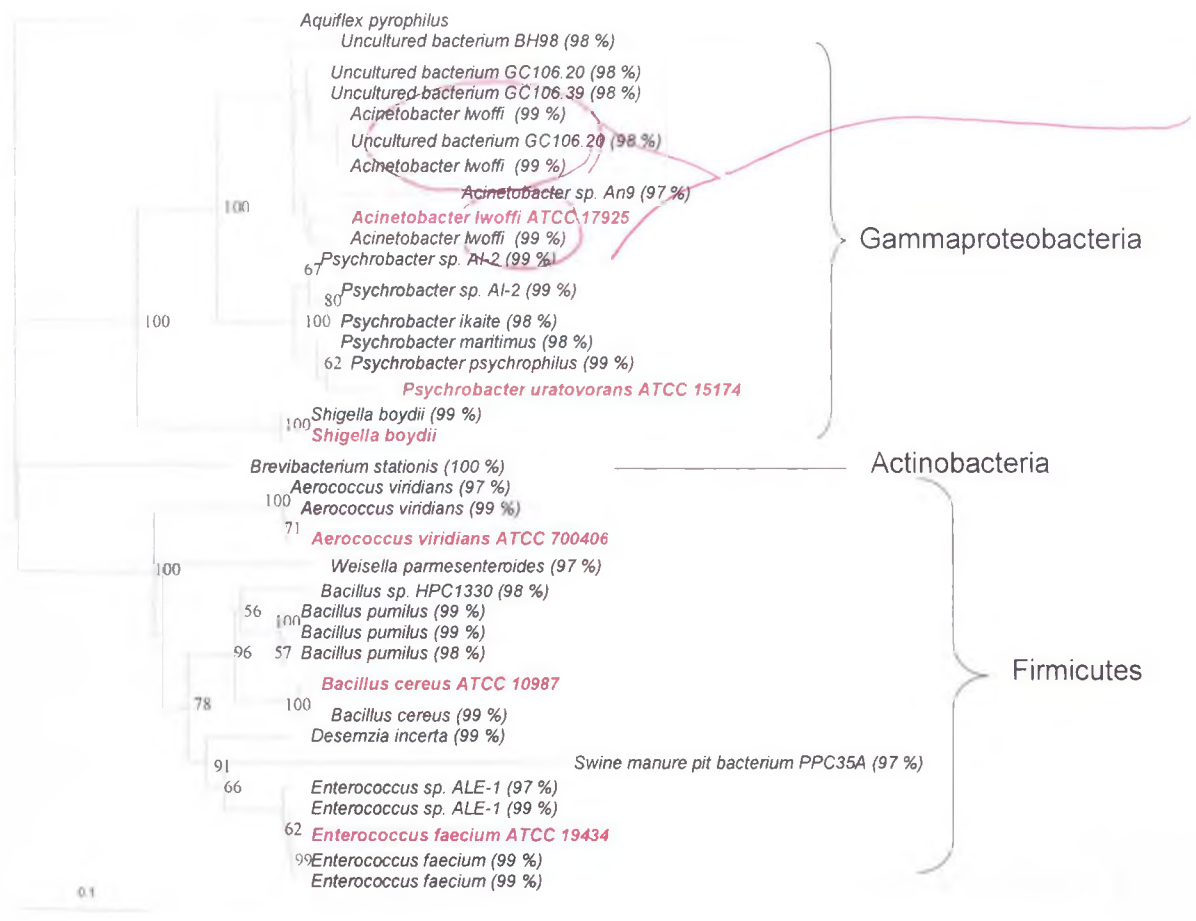 Aquiflex pyrophilus
Uncultured bacterium BH98 (98 %)
Uncultured bacterium GC106.20 (98 %)
Uncultured bacterium GC106.39 (98 %)
Acinetobacter lwoffi (99 %)
Uncultured bacterium GC106.20 (98 %)
Acinetobacter lwoffi (99 %)
Acinetobacter sp. An9 (97 %)
100
Acinetobacter lwoffi ATCC 17925
Acinetobacter lwoffi (99 %)
Gammaproteobacteria
Psychrobacter sp. AI-2 (99 %)
67
Psychrobacter sp. AI-2 (99 %)
80
100
100 Psychrobacter ikaite (98 %)
Psychrobacter maritimus (98 %)
62 Psychrobacter psychrophilus (99 %)
Psychrobacter uratovorans ATCC 15174
Shigella boydii (99 %)
100
Shigella boydii
Brevibacterium stationis (100 %)
Actinobacteria
Aerococcus viridians (97 %)
100
Aerococcus viridians (99 %)
71
Aerococcus viridians ATCC 700406
100
Weisella parmesenteroides (97 %)
Bacillus sp. HPC1330 (98 %)
56
Bacillus pumilus (99 %)
100
Bacillus pumilus (99 %)
96
57 Bacillus pumilus (98 %)
Firmicutes
Bacillus cereus ATCC 10987
78
100
Bacillus cereus (99 %)
Desemzia incerta (99 %)
91
Swine manure pit bacterium PPC35A (97 %)
66
Enterococcus sp. ALE-1 (97 %)
Enterococcus sp. ALE-1 (99 %)
62 Enterococcus faecium ATCC 19434
99 Enterococcus faecium (99 %)
Enterococcus faecium (99 %)
0.1